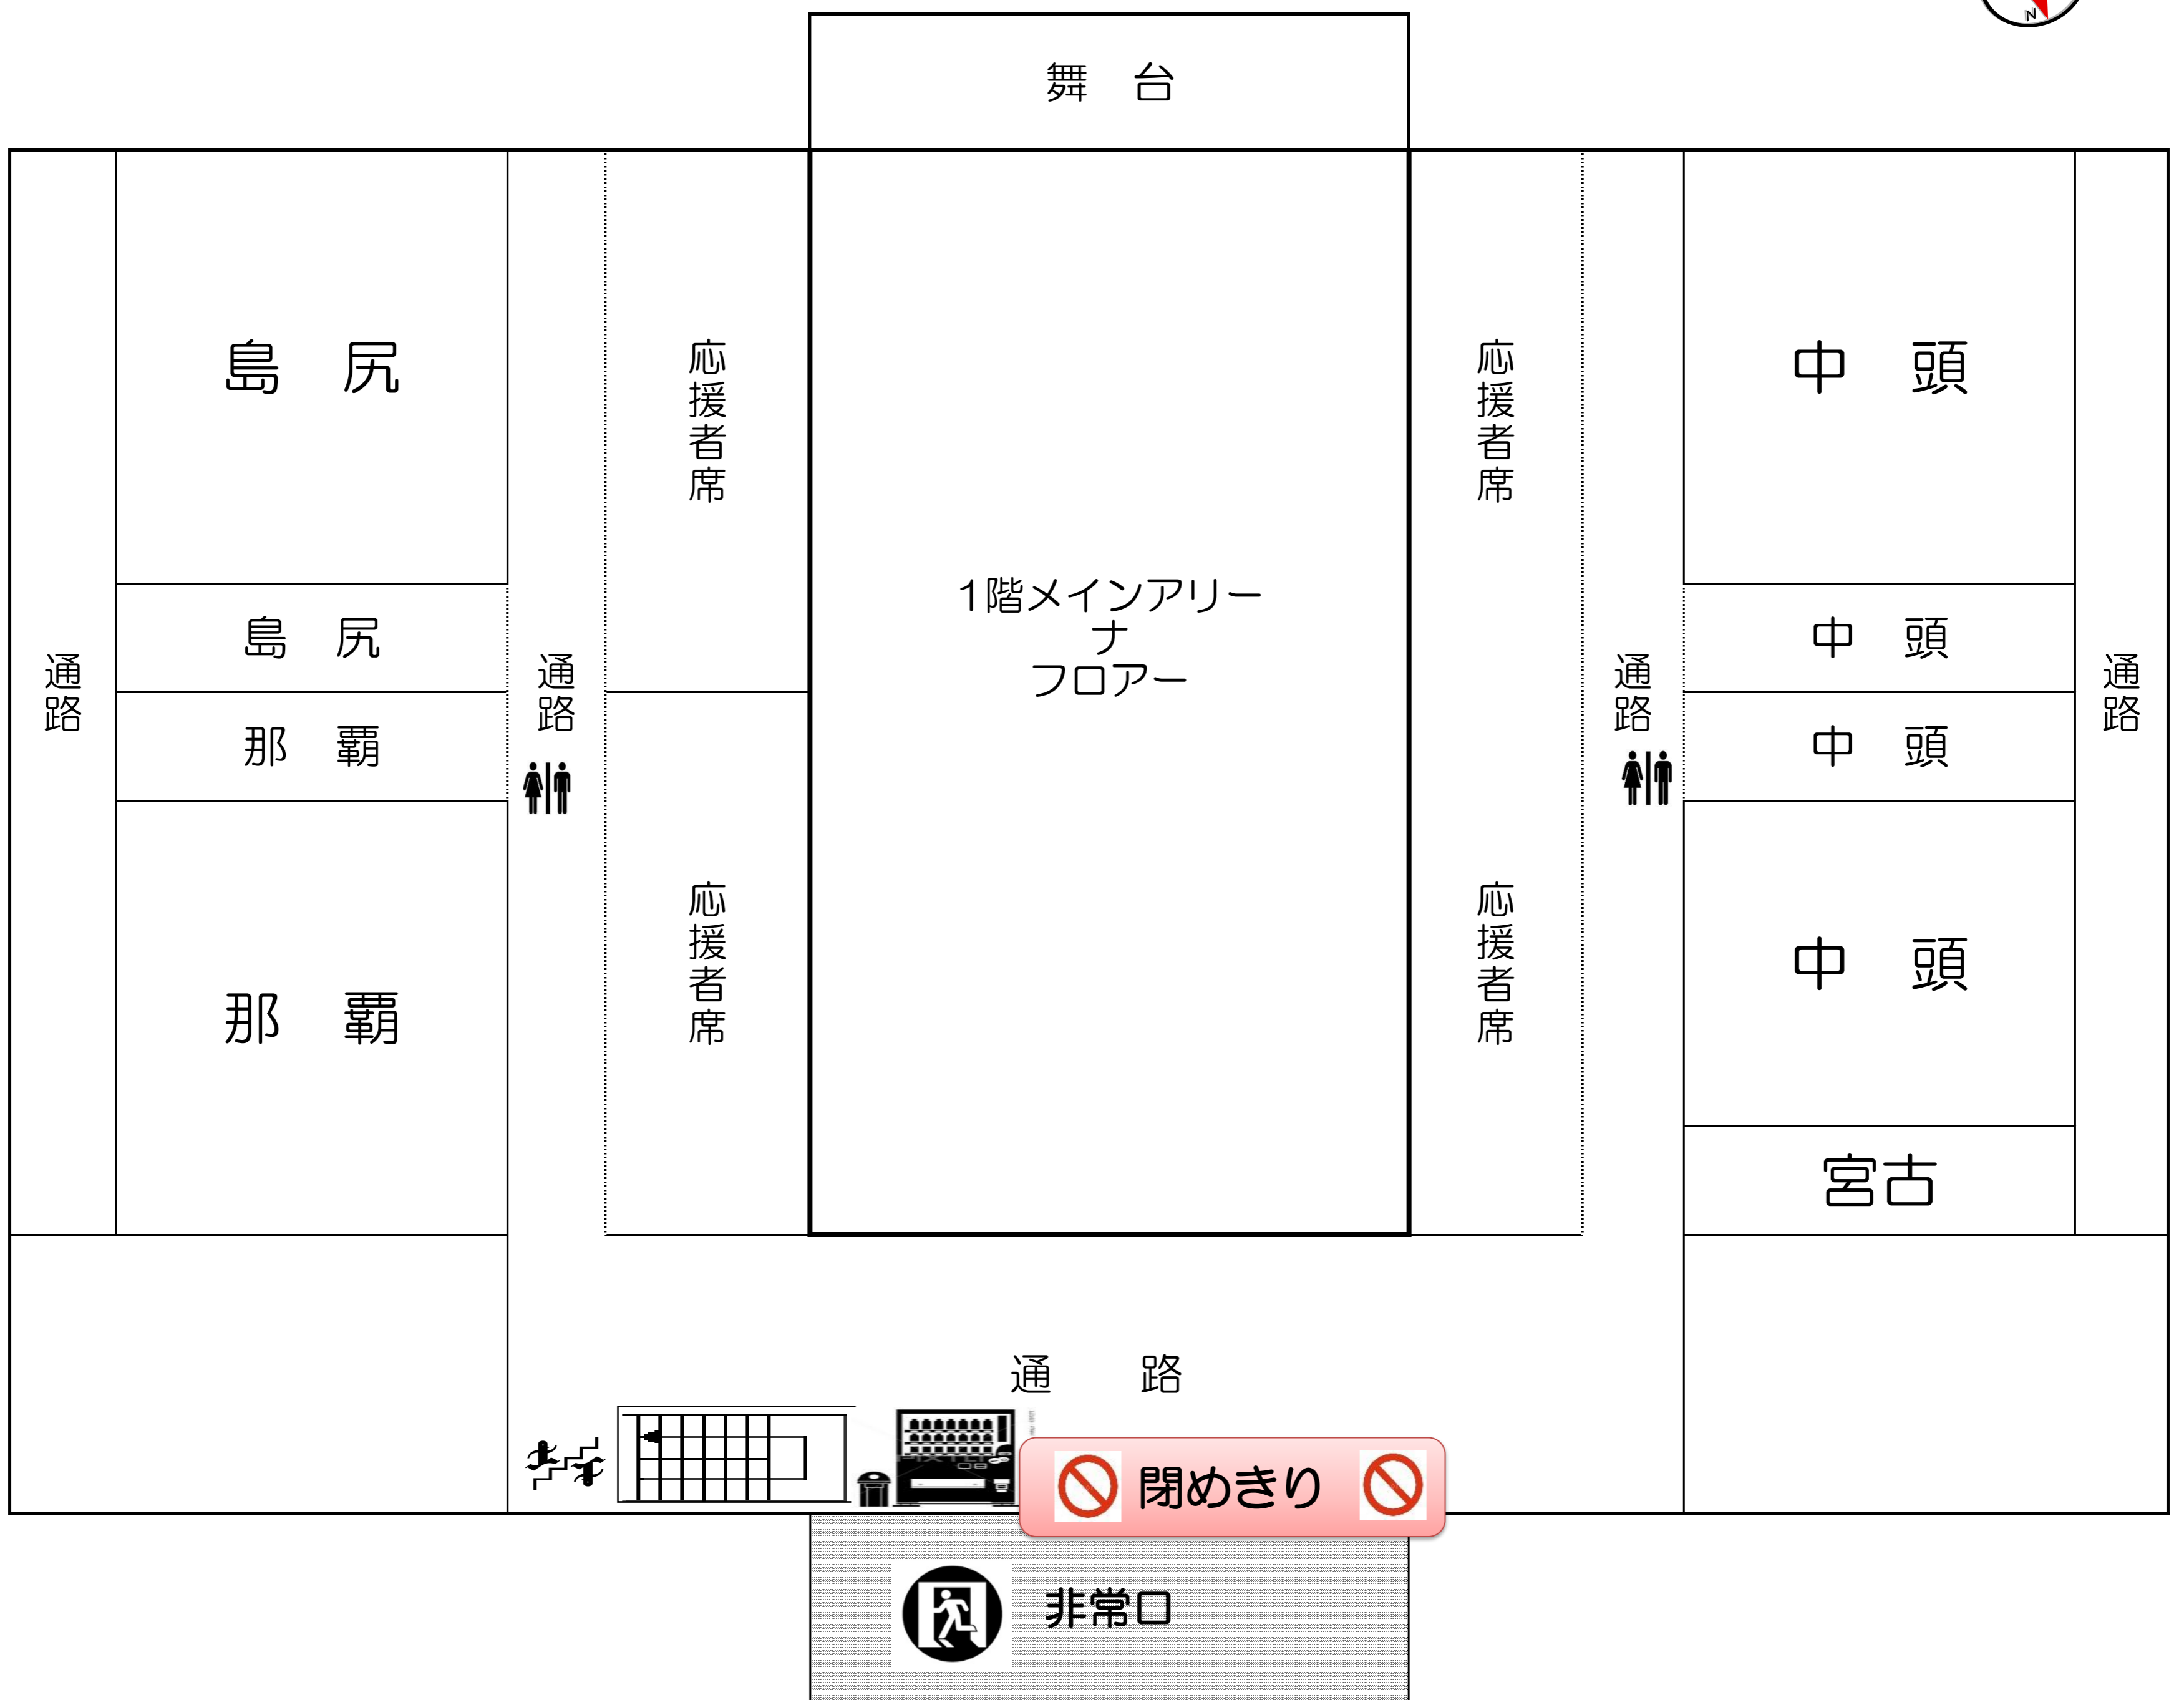 N
舞　台
島　尻
応援者席
応援者席
中　頭
1階メインアリー
ナ
フロアー
島　尻
中　頭
通路
通路
通路
通路
那　覇
中　頭
応援者席
応援者席
中　頭
那　覇
宮古
通　路
閉めきり
非常口